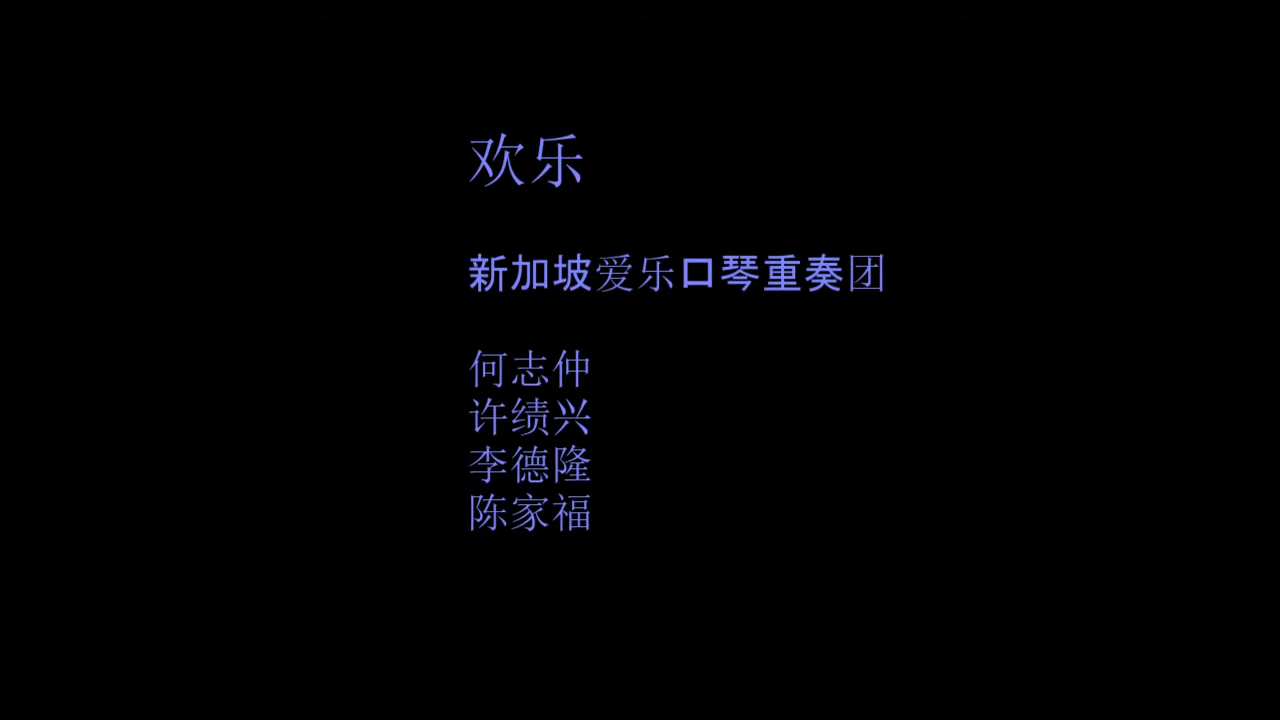 欢乐
新加坡爱乐口琴重奏团
何志仲
许绩兴
李德隆
陈家福